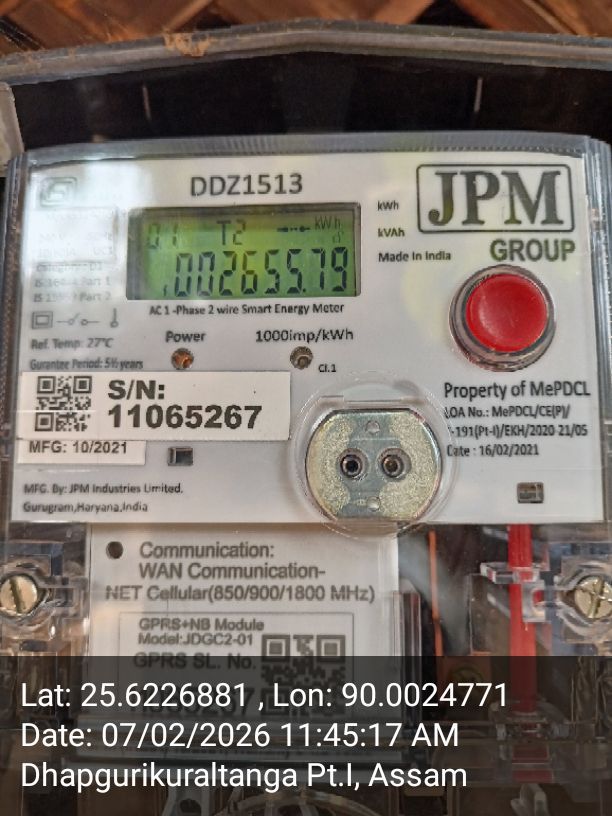 DDZ1513
kWh
kVAh
JPM
GROUP
Made In India
01 T2 kWh
002655.79
AC 1 -Phase 2 wire Smart Energy Meter
Ref. Temp: 27°C
Gurantee Period: 5½ years
Power
1000imp/kWh
Cl.1
S/N:
11065267
MFG: 10/2021
MFG. By: JPM Industries Limited.
Gurugram,Haryana,India
Property of MePDCL
LOA No.: MePDCL/CE(P)/
-191(Pt-I)/EKH/2020-21/05
Date : 16/02/2021
Communication:
WAN Communication-
NET Cellular(850/900/1800 MHz)
GPRS+NB Module
Model:JDGC2-01
GPRS SL. No.
Lat: 25.6226881 , Lon: 90.0024771
Date: 07/02/2026 11:45:17 AM
Dhapgurikuraltanga Pt.I, Assam